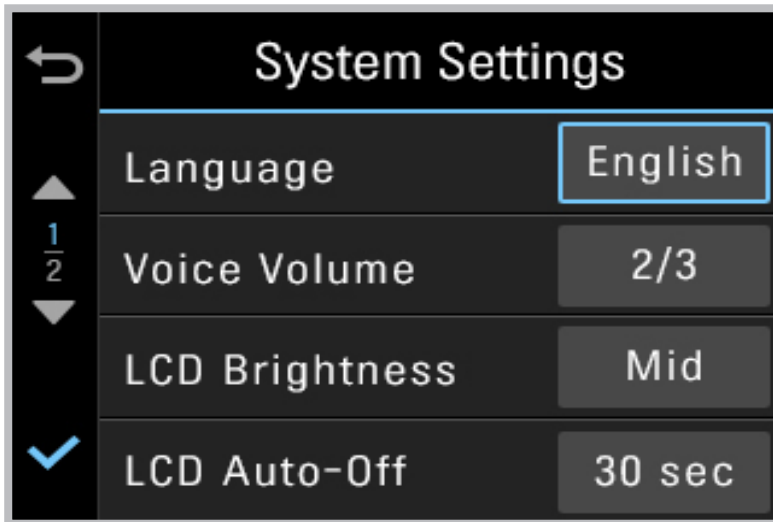 System Settings
Language English
1
2
Voice Volume 2/3
LCD Brightness Mid
LCD Auto-Off 30 sec